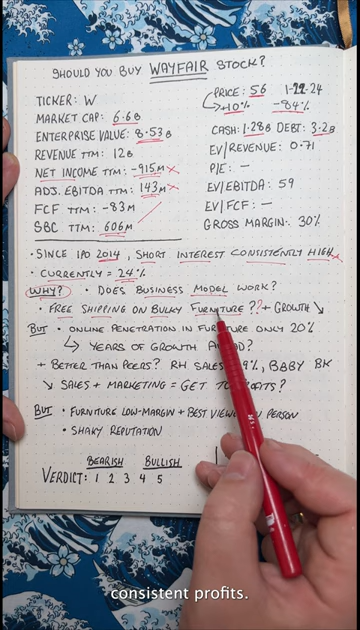 SHOULD YOU BUY WAYFAIR STOCK?
PRICE: 56 1-22-24
+10% -84%
TICKER: W
MARKET CAP: 6.6B
CASH: 1.28B DEBT: 3.2B
ENTERPRISE VALUE: 8.53B
EV/REVENUE: 0.71
REVENUE TTM: 12B
P/E: —
NET INCOME TTM: -915M
EV/EBITDA: 59
ADJ. EBITDA TTM: 143M
EV/FCF: —
FCF TTM: -83M
GROSS MARGIN: 30%
SBC TTM: 606M
• SINCE IPO 2014, SHORT INTEREST CONSISTENTLY HIGH
• CURRENTLY = 24%
WHY? • DOES BUSINESS MODEL WORK?
• FREE SHIPPING ON BULKY FURNITURE ?? + GROWTH ↘
BUT • ONLINE PENETRATION IN FURNITURE ONLY 20%
↳ YEARS OF GROWTH AHEAD?
+ BETTER THAN PEERS? RH SALES 9%, BABY BK
↘ SALES + MARKETING = GET TO PROFITS?
BUT • FURNITURE LOW-MARGIN + BEST VIEWED IN PERSON
• SHAKY REPUTATION
BEARISH BULLISH
VERDICT: 1 2 3 4 5
consistent profits.